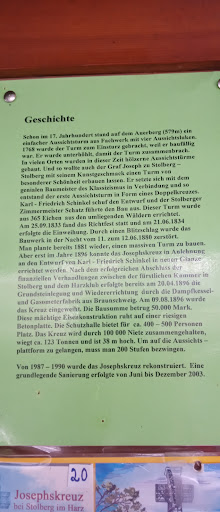 Geschichte
Schon im 17. Jahrhundert stand auf dem Auerberg (579m) ein
einfacher Aussichtsturm aus Fachwerk mit vier Aussichtsluken.
1768 wurde der Turm zum Einsturz gebracht, weil er baufällig
war. Er wurde unterhöhlt, damit der Turm zusammenbrach.
In vielen Orten wurden in dieser Zeit hölzerne Aussichtstürme
gebaut. Und so wollte auch der Graf Joseph zu Stolberg –
Stolberg mit seinem Kunstgeschmack einen Turm von
besonderer Schönheit erbauen lassen. Er setzte sich mit dem
genialen Baumeister des Klassizismus in Verbindung und so
entstand der erste Aussichtsturm in Form eines Doppelkreuzes.
Karl – Friedrich Schinkel schuf den Entwurf und der Stolberger
Zimmermeister Schatz führte den Bau aus. Dieser Turm wurde
aus 365 Eichen aus den umliegenden Wäldern errichtet.
Am 25.09.1833 fand das Richtfest statt und am 21.06.1834
erfolgte die Einweihung. Durch einen Blitzschlag wurde das
Bauwerk in der Nacht vom 11. zum 12.06.1880 zerstört.
Man plante bereits 1881 wieder, einen massiven Turm zu bauen.
Aber erst im Jahre 1896 konnte das Josephskreuz in Anlehnung
an den Entwurf von Karl – Friedrich Schinkel in neuem Glanze
errichtet werden. Nach dem erfolgreichen Abschluss der
finanziellen Verhandlungen zwischen der fürstlichen Kammer in
Stolberg und dem Harzklub erfolgte bereits am 20.04.1896 die
Grundsteinlegung und Wiedererrichtung durch die Dampfkessel-
und Gasometerfabrik aus Braunschweig. Am 09.08.1896 wurde
das Kreuz eingeweiht. Die Bausumme betrug 50.000 Mark.
Diese mächtige Eisenkonstruktion ruht auf einer riesigen
Betonplatte. Die Schutzhalle bietet für ca. 400 – 500 Personen
Platz. Das Kreuz wird durch 100 000 Niete zusammengehalten,
wiegt ca. 123 Tonnen und ist 38 m hoch. Um auf die Aussichts –
plattform zu gelangen, muss man 200 Stufen bezwingen.
Von 1987 – 1990 wurde das Josephskreuz rekonstruiert. Eine
grundlegende Sanierung erfolgte von Juni bis Dezember 2003.
20
Josephskreuz
bei Stolberg im Harz